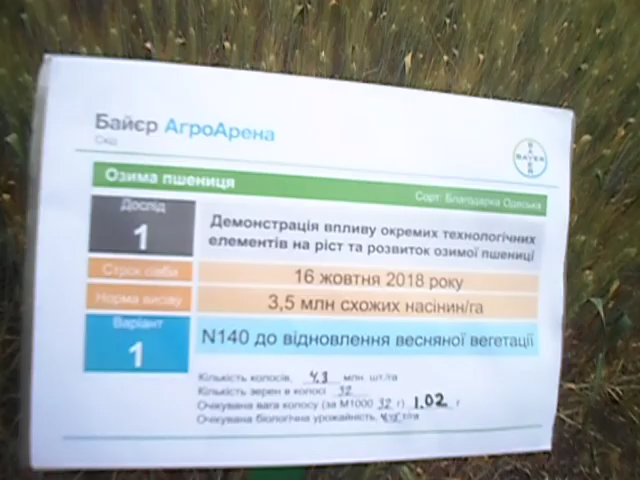 Байєр АгроАрена
Схід
BAYER
Озима пшениця
Сорт: Благодарка Одеська
Дослід
1
Демонстрація впливу окремих технологічних
елементів на ріст та розвиток озимої пшениці
Строк сівби
16 жовтня 2018 року
Норма висіву
3,5 млн схожих насінин/га
Варіант
1
N140 до відновлення весняної вегетації
Кількість колосів, 4.3 млн. шт/га
Кількість зерен в колосі 32
Очікувана вага колосу (за М1000 32 г) 1.02 г
Очікувана біологічна урожайність,